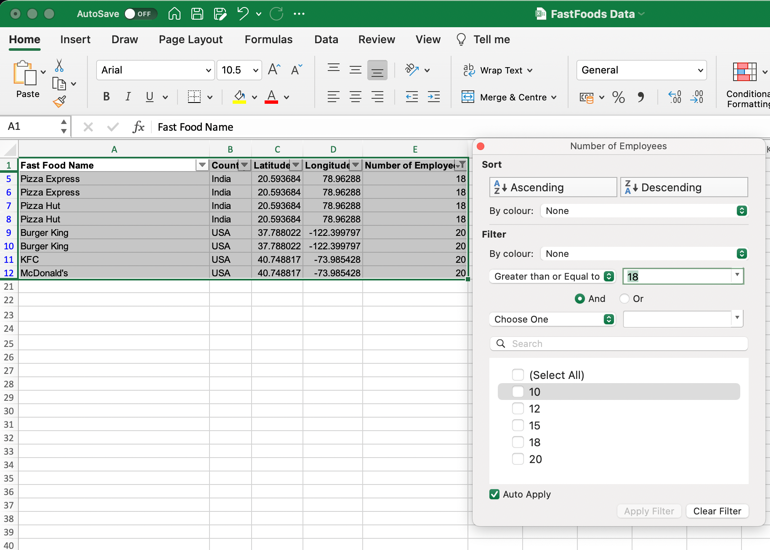 AutoSave OFF
FastFoods Data
Home Insert Draw Page Layout Formulas Data Review View Tell me
Paste
Arial 10.5 A A
B I U A
ab c Wrap Text
Merge & Centre
General
% 9 .00 .00 .0
Conditiona
Formatting
A1 fx Fast Food Name
A B C D E K
1 Fast Food Name Count Latitude Longitude Number of Employe
5 Pizza Express India 20.593684 78.96288 18
6 Pizza Express India 20.593684 78.96288 18
7 Pizza Hut India 20.593684 78.96288 18
8 Pizza Hut India 20.593684 78.96288 18
9 Burger King USA 37.788022 -122.399797 20
10 Burger King USA 37.788022 -122.399797 20
11 KFC USA 40.748817 -73.985428 20
12 McDonald's USA 40.748817 -73.985428 20
21
22
23
24
25
26
27
28
29
30
31
32
33
34
35
36
37
38
39
40
Number of Employees
Sort
A Z Ascending Z A Descending
By colour: None
Filter
By colour: None
Greater than or Equal to 18
And Or
Choose One
Search
(Select All)
10
12
15
18
20
Auto Apply
Apply Filter Clear Filter